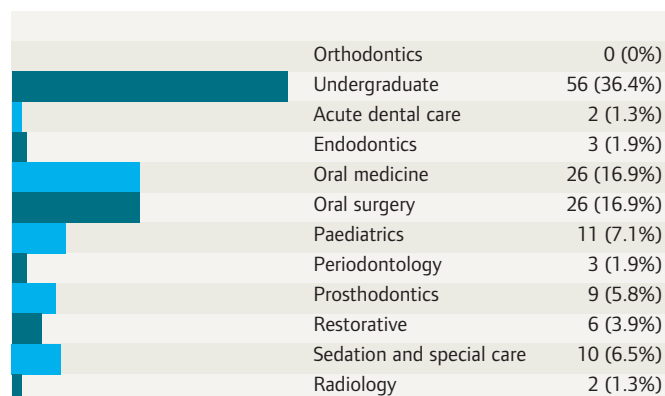 Orthodontics 0 (0%)
Undergraduate 56 (36.4%)
Acute dental care 2 (1.3%)
Endodontics 3 (1.9%)
Oral medicine 26 (16.9%)
Oral surgery 26 (16.9%)
Paediatrics 11 (7.1%)
Periodontology 3 (1.9%)
Prosthodontics 9 (5.8%)
Restorative 6 (3.9%)
Sedation and special care 10 (6.5%)
Radiology 2 (1.3%)